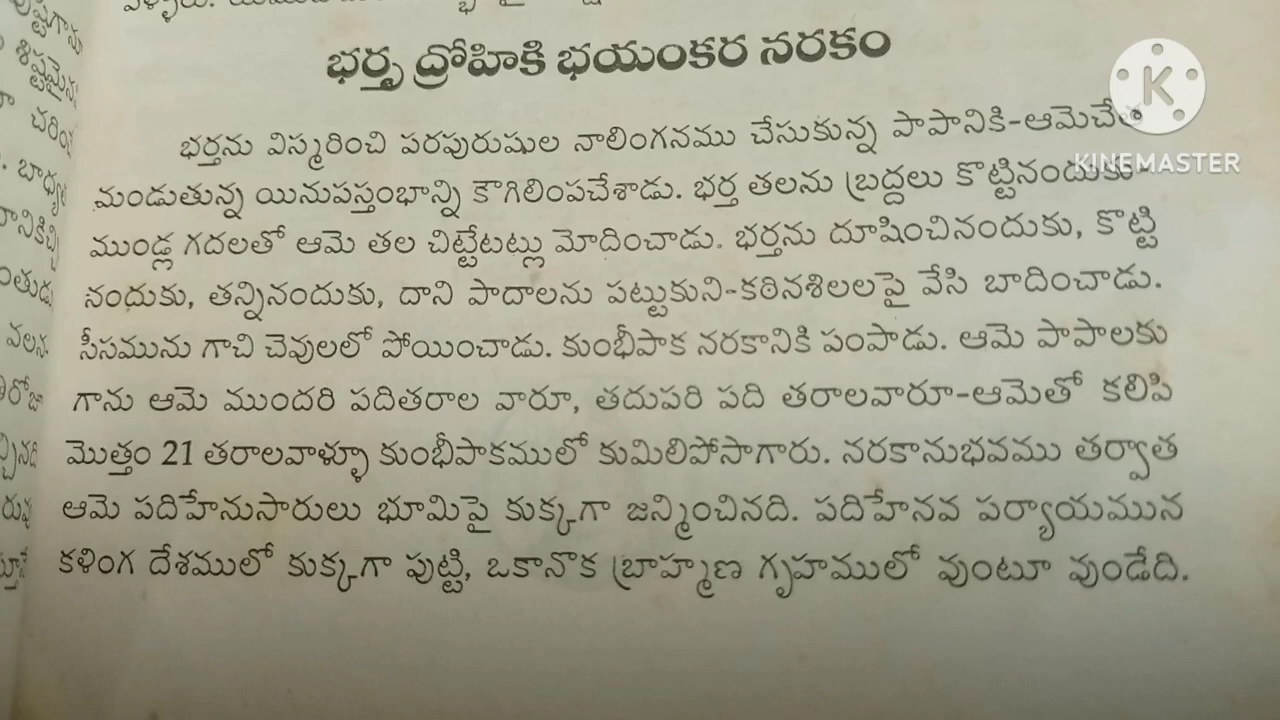 భర్తృ ద్రోహికి భయంకర నరకం
KINEMASTER
భర్తను విస్మరించి పరపురుషుల నాలింగనము చేసుకున్న పాపానికి-ఆమెచేత
మండుతున్న యినుపస్తంభాన్ని కౌగిలింపచేశాడు. భర్త తలను బ్రద్దలు కొట్టినందుకు-
ముండ్ల గదలతో ఆమె తల చిట్టేటట్లు మోదించాడు. భర్తను దూషించినందుకు, కొట్టి
నందుకు, తన్నినందుకు, దాని పాదాలను పట్టుకుని-కఠినశిలలపై వేసి బాదించాడు.
సీసమును గాచి చెవులలో పోయించాడు. కుంభీపాక నరకానికి పంపాడు. ఆమె పాపాలకు
గాను ఆమె ముందరి పదితరాల వారూ, తదుపరి పది తరాలవారూ-ఆమెతో కలిపి
మొత్తం 21 తరాలవాళ్ళూ కుంభీపాకములో కుమిలిపోసాగారు. నరకానుభవము తర్వాత
ఆమె పదిహేనుసారులు భూమిపై కుక్కగా జన్మించినది. పదిహేనవ పర్యాయమున
కళింగ దేశములో కుక్కగా పుట్టి, ఒకానొక బ్రాహ్మణ గృహములో వుంటూ వుండేది.